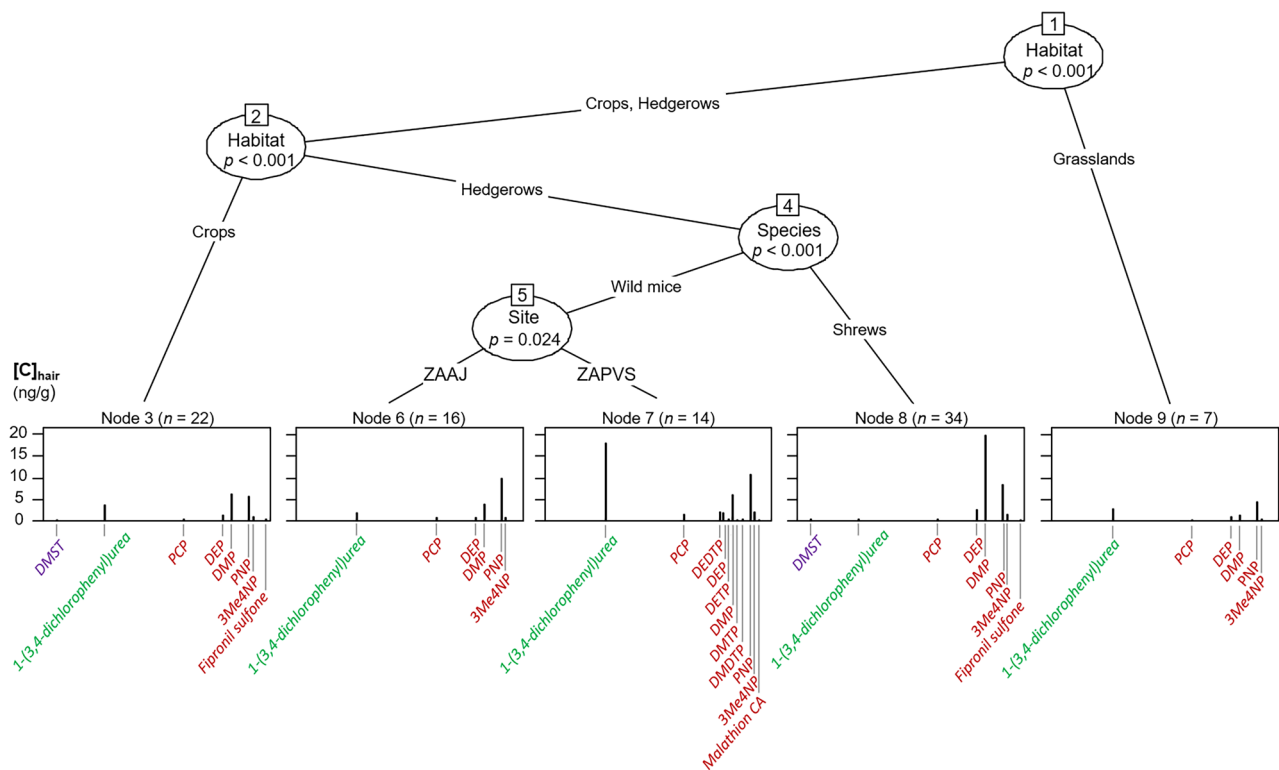 1
Habitat
p < 0.001
Crops, Hedgerows
2
Habitat
p < 0.001
Grasslands
Hedgerows
4
Species
p < 0.001
Crops
Wild mice
5
Site
p = 0.024
Shrews
ZAAJ
ZAPVS
[C]hair
(ng/g)
Node 3 (n = 22)
Node 6 (n = 16)
Node 7 (n = 14)
Node 8 (n = 34)
Node 9 (n = 7)
20
15
10
5
0
DMST
1-(3,4-dichlorophenyl)urea
PCP
DEP
DMP
PNP
3Me4NP
Fipronil sulfone
1-(3,4-dichlorophenyl)urea
PCP
DEP
DMP
PNP
3Me4NP
1-(3,4-dichlorophenyl)urea
PCP
DEDTP
DEP
DETP
DMP
DMTP
DMDTP
PNP
3Me4NP
Malathion CA
DMST
1-(3,4-dichlorophenyl)urea
PCP
DEP
DMP
PNP
3Me4NP
Fipronil sulfone
1-(3,4-dichlorophenyl)urea
PCP
DEP
DMP
PNP
3Me4NP